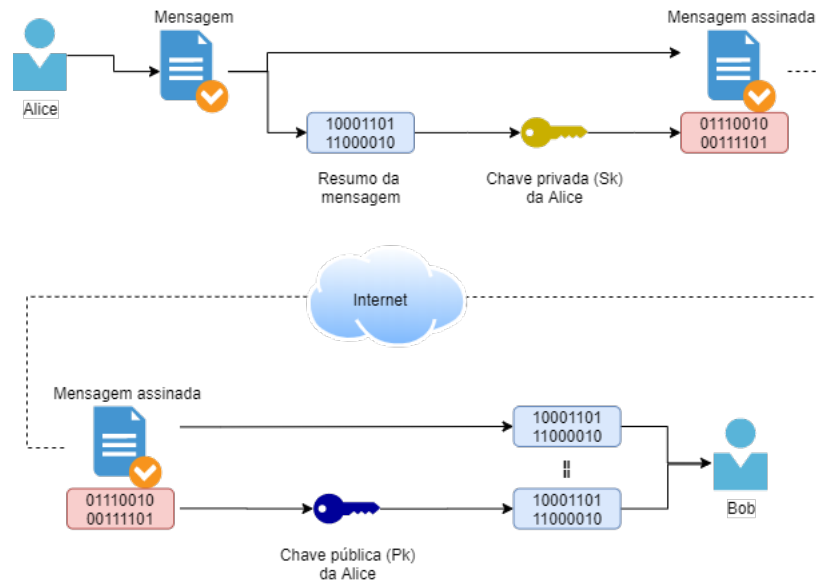 Mensagem
Mensagem assinada
Alice
10001101
11000010
01110010
00111101
Resumo da
mensagem
Chave privada (Sk)
da Alice
Internet
Mensagem assinada
10001101
11000010
=
01110010
00111101
10001101
11000010
Bob
Chave pública (Pk)
da Alice